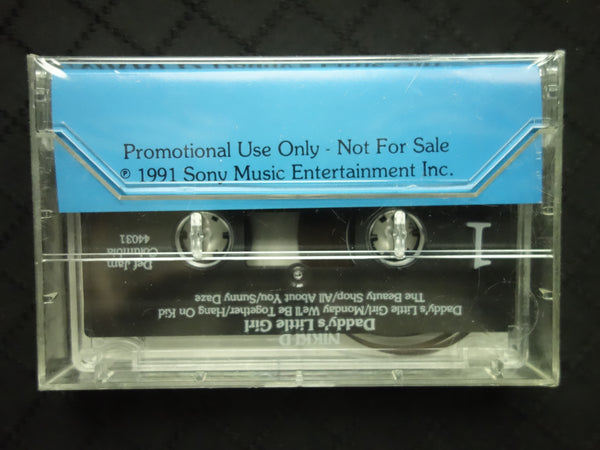 Promotional Use Only - Not For Sale
℗ 1991 Sony Music Entertainment Inc.
NIKKI D
Daddy's Little Girl
Daddy's Little Girl/Monday We'll Be Together/Hang On Kid
The Beauty Shop/All About You/Sunny Daze
1
Def Jam
Columbia
44031